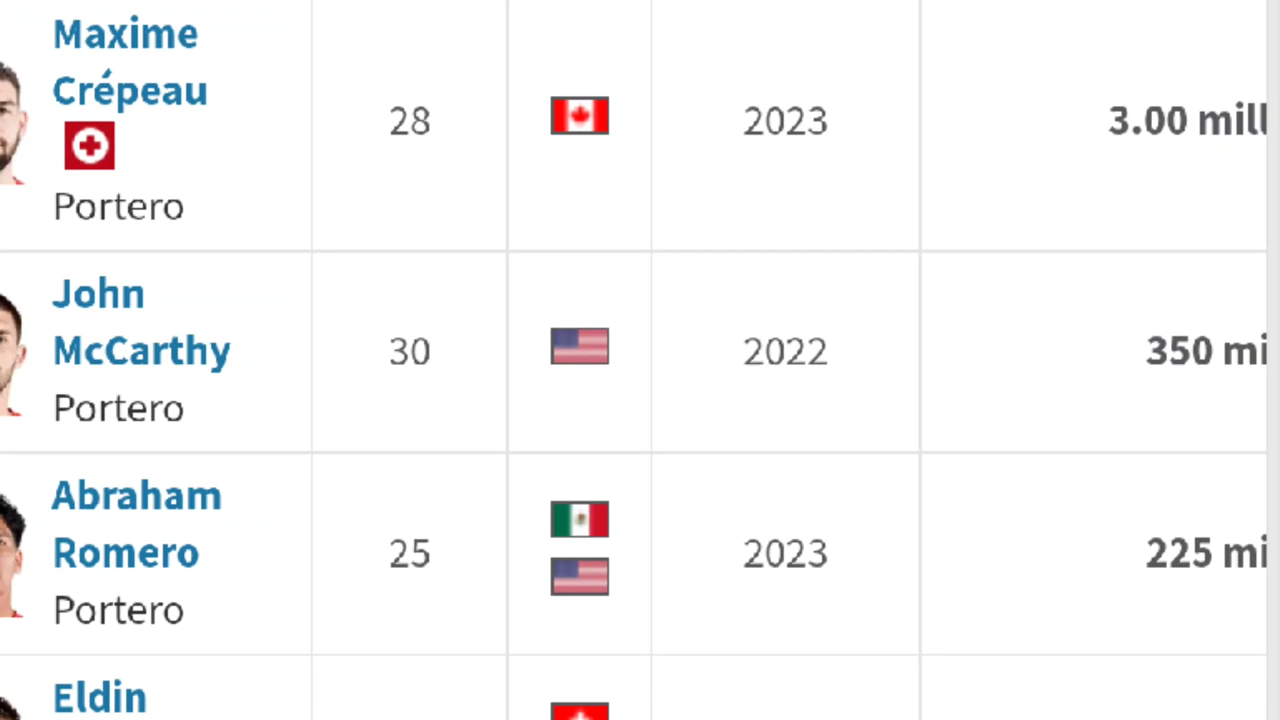 Maxime
Crépeau
28
2023
3.00 mill
Portero
John
McCarthy
30
2022
350 mi
Portero
Abraham
Romero
25
2023
225 mi
Portero
Eldin